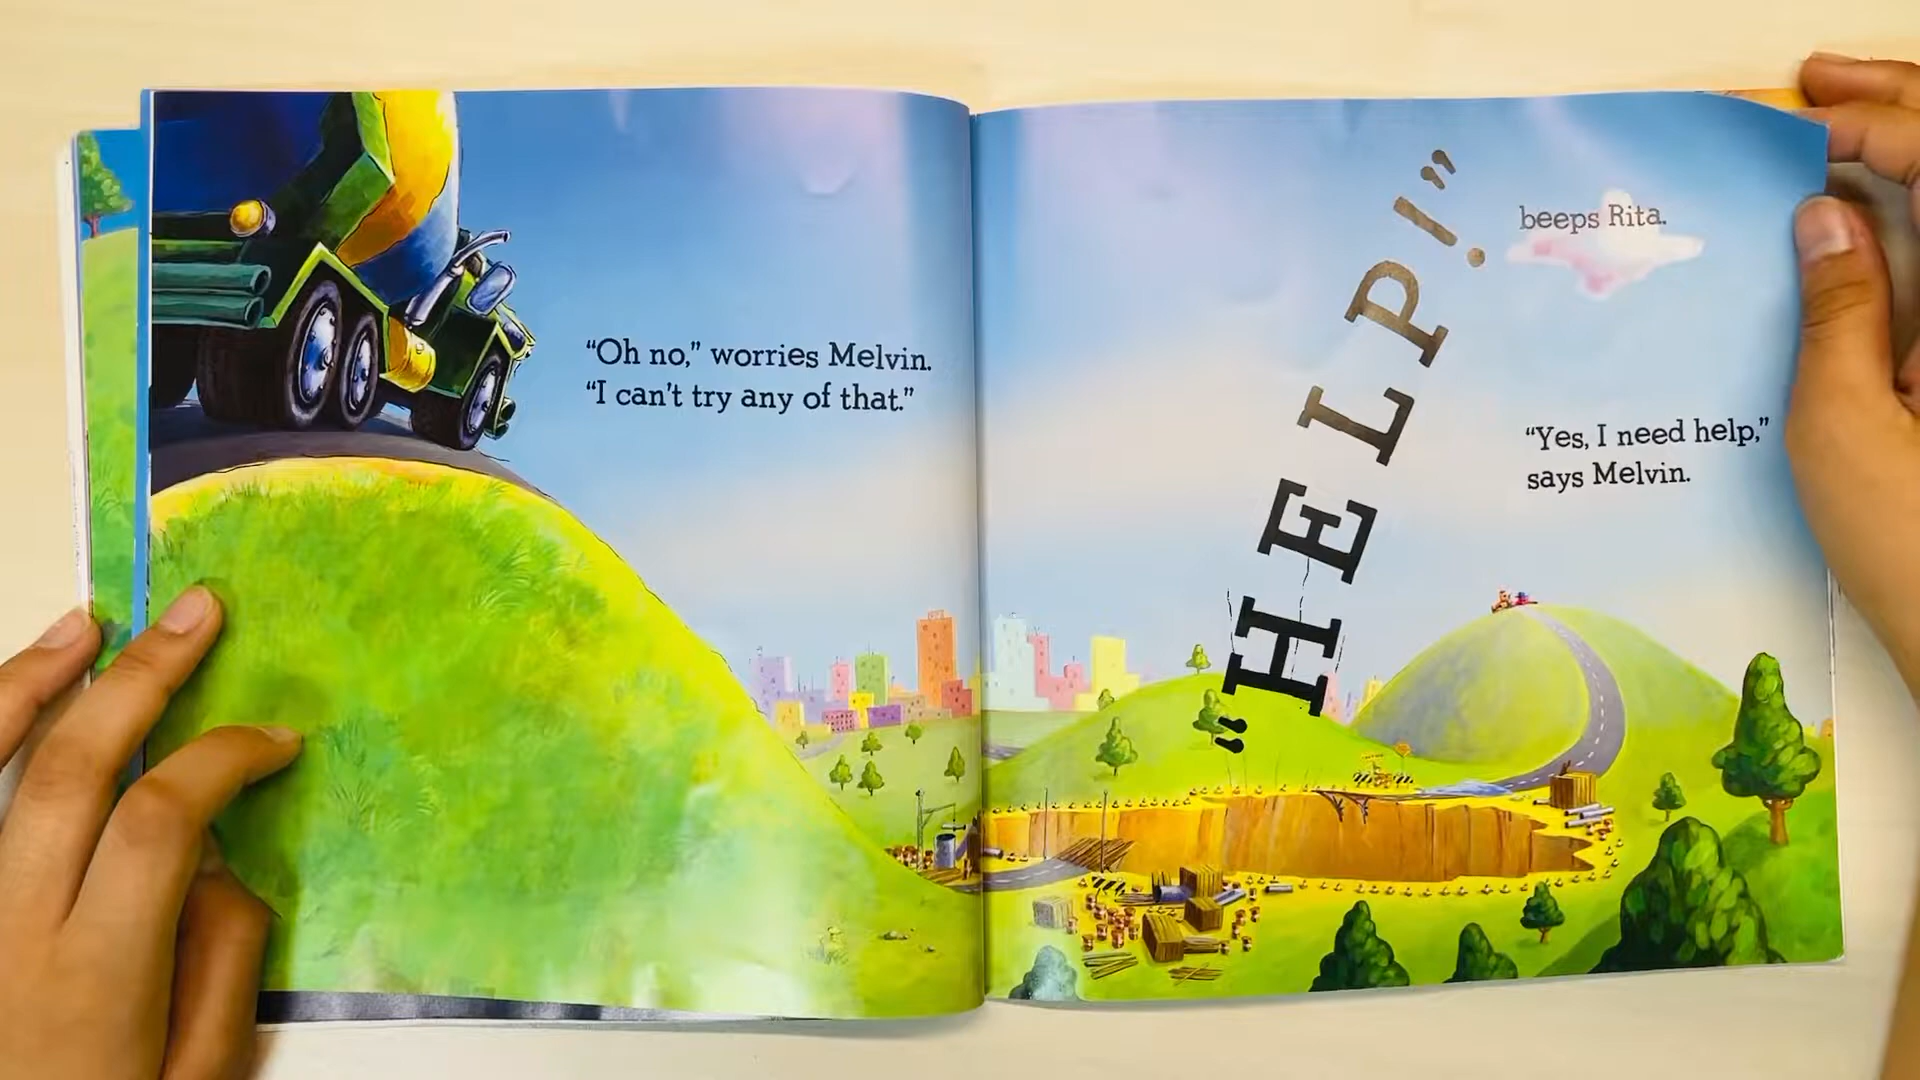 “Oh no,” worries Melvin.
“I can’t try any of that.”
“HELP!”
beeps Rita.
“Yes, I need help,”
says Melvin.